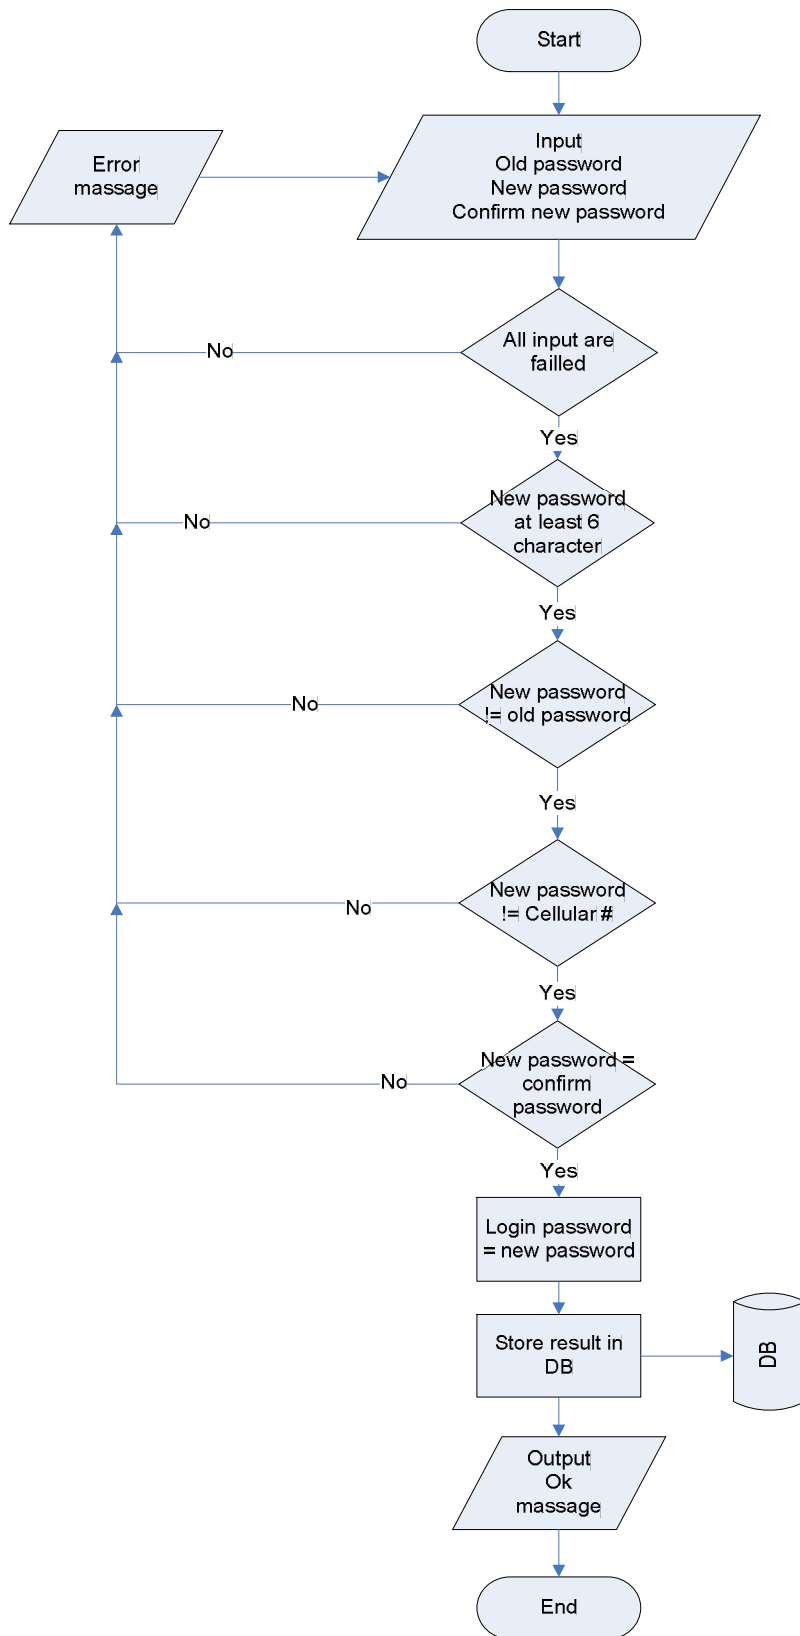 Start
Error
massage
Input
Old password
New password
Confirm new password
All input are
failled
No
Yes
New password
at least 6
character
No
Yes
New password
!= old password
No
Yes
New password
!= Cellular #
No
Yes
New password =
confirm
password
No
Yes
Login password
= new password
Store result in
DB
DB
Output
Ok
massage
End